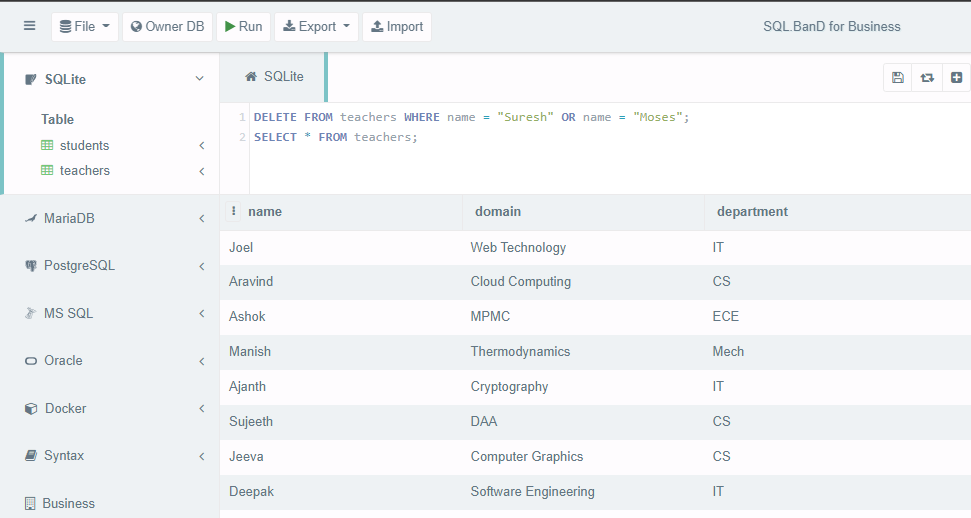 File Owner DB Run Export Import SQL.BanD for Business
SQLite
Table
students
teachers
MariaDB
PostgreSQL
MS SQL
Oracle
Docker
Syntax
Business
SQLite
1 DELETE FROM teachers WHERE name = "Suresh" OR name = "Moses";
2 SELECT * FROM teachers;
name domain department
Joel Web Technology IT
Aravind Cloud Computing CS
Ashok MPMC ECE
Manish Thermodynamics Mech
Ajanth Cryptography IT
Sujeeth DAA CS
Jeeva Computer Graphics CS
Deepak Software Engineering IT